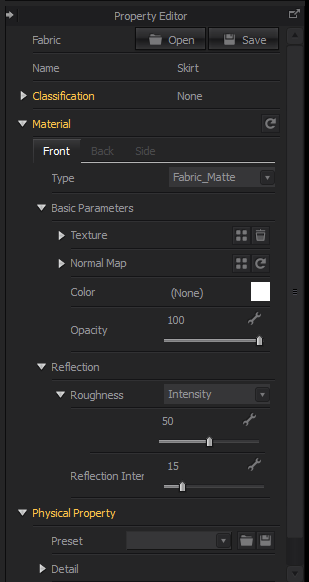 Property Editor
Fabric Open Save
Name Skirt
Classification None
Material
Front Back Side
Type Fabric_Matte
Basic Parameters
Texture
Normal Map
Color (None)
Opacity 100
Reflection
Roughness Intensity
50
Reflection Inter 15
Physical Property
Preset
Detail